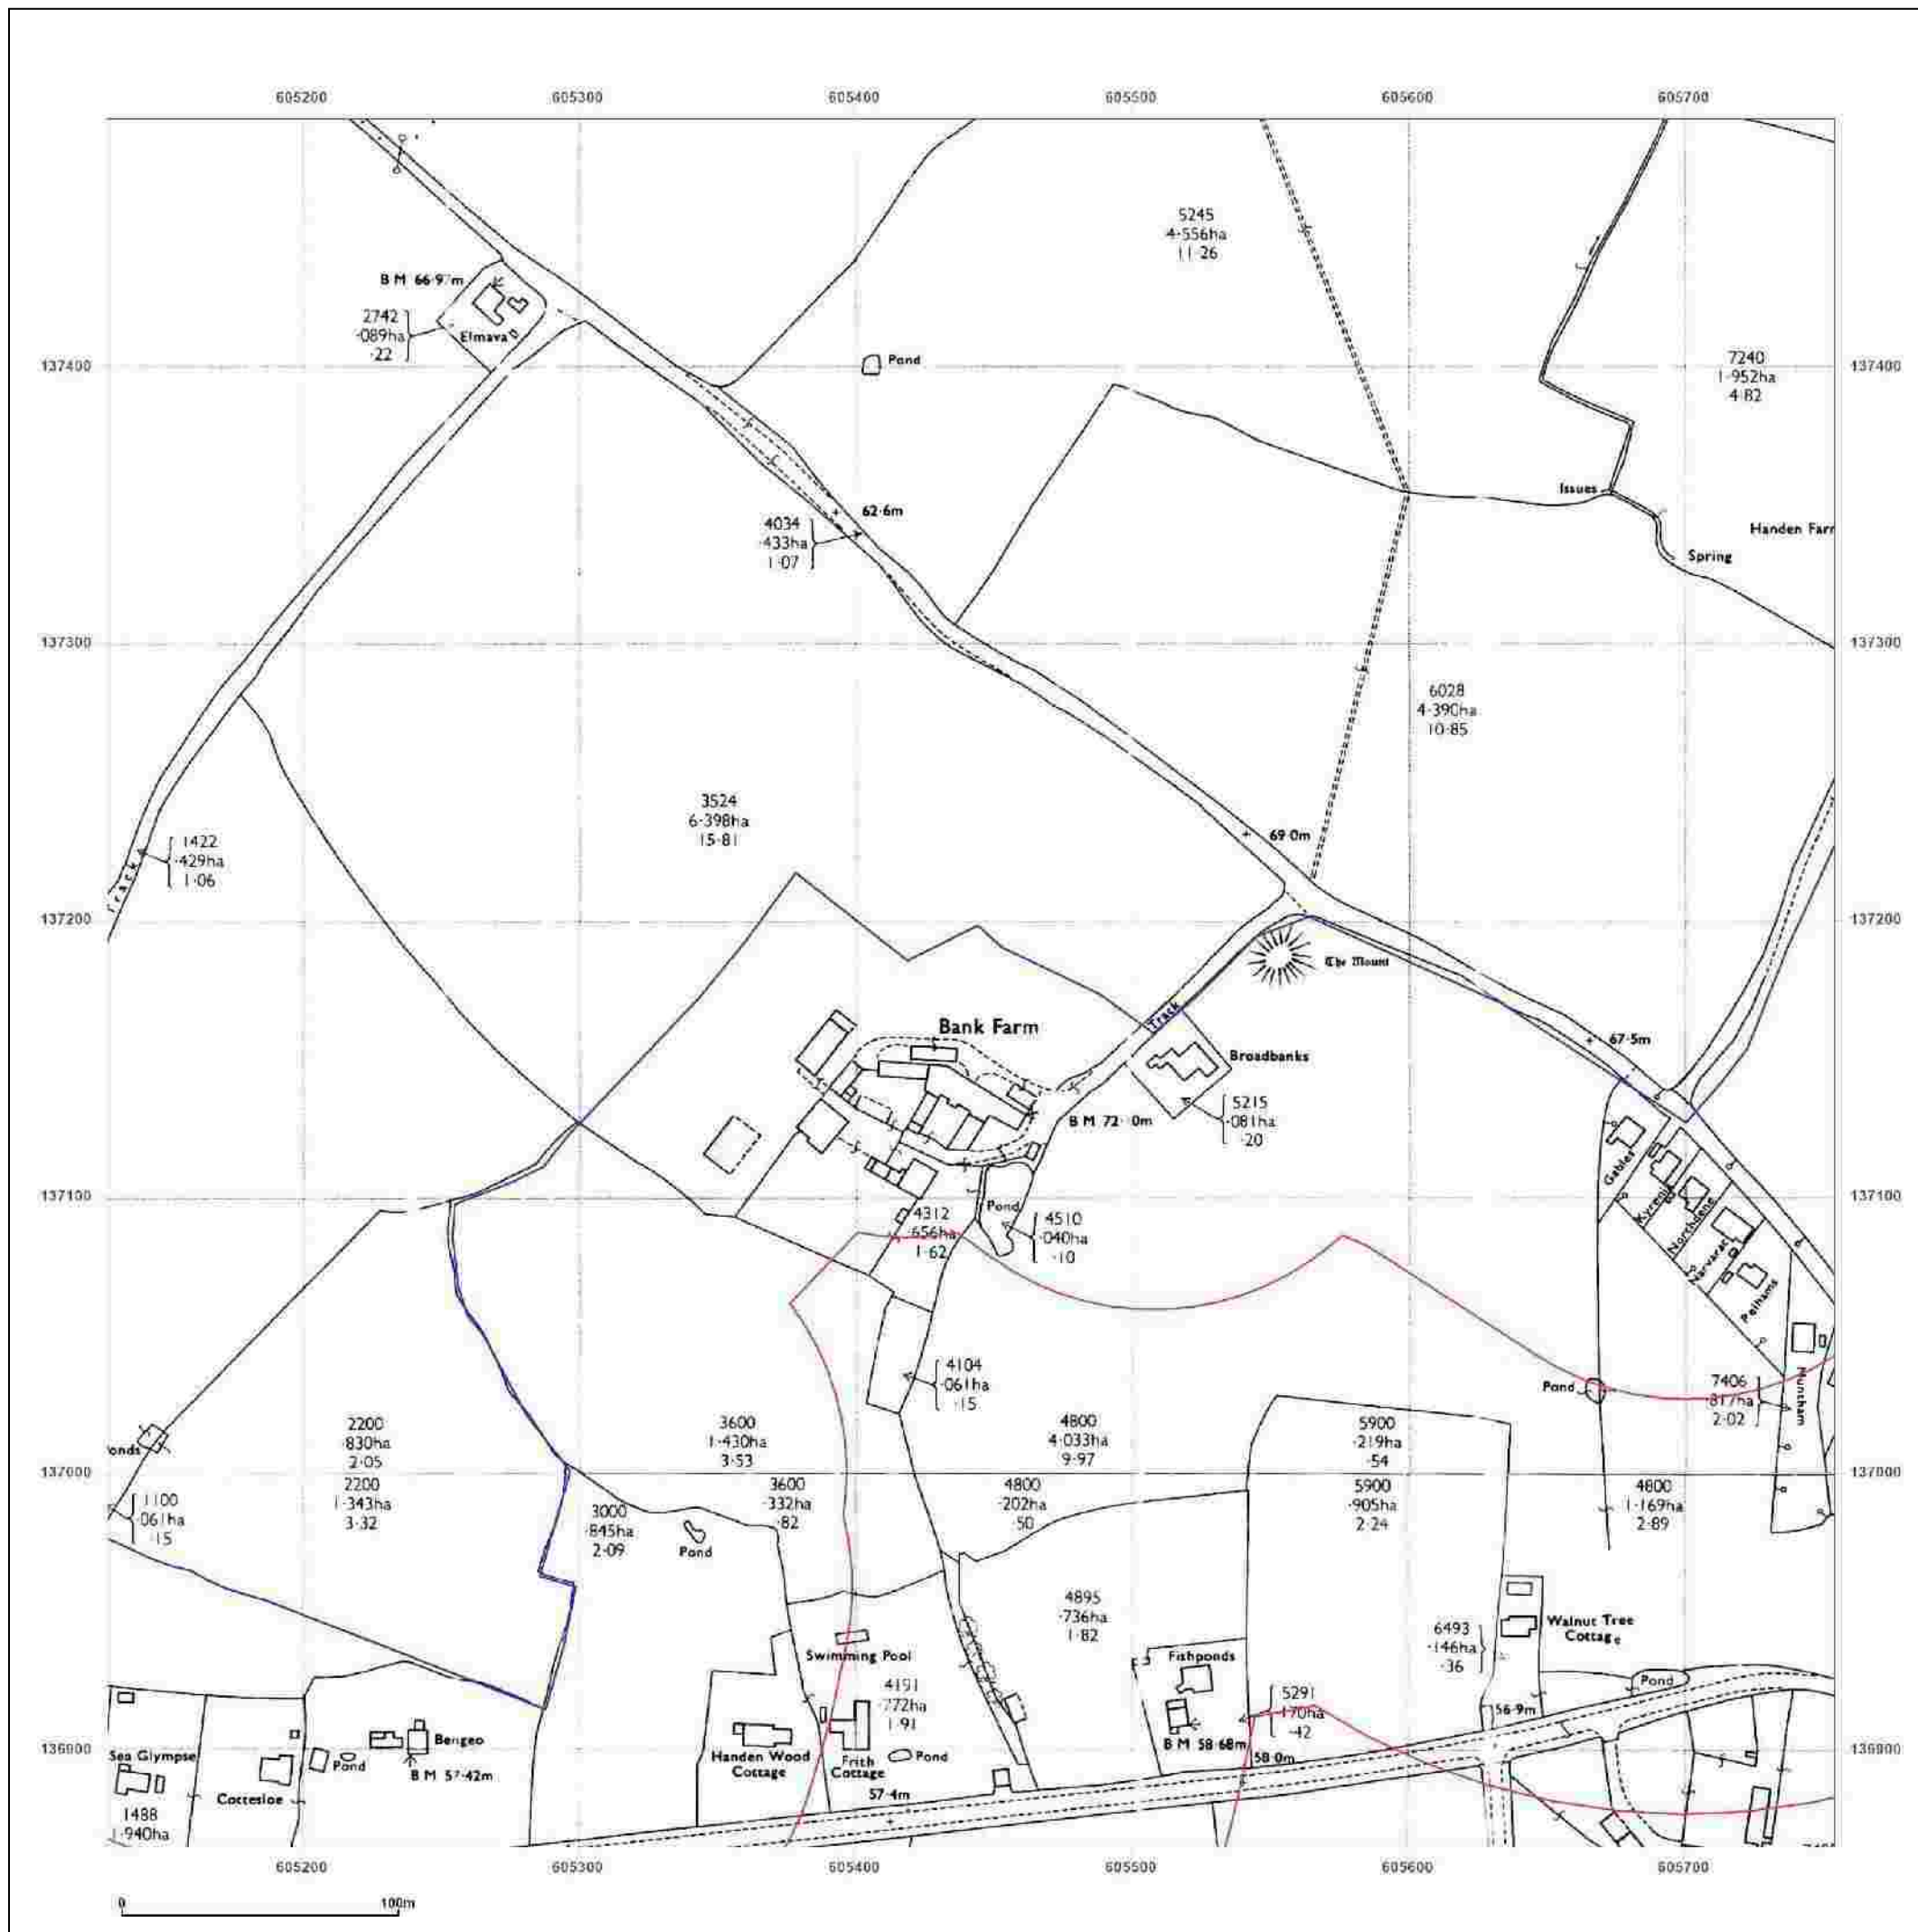 605200 605300 605400 605500 605600 605700
5245
4·556ha
11·26
B M 66·97m
2742
·089ha
·22
Elmava
Pond
137400
7240
1·952ha
4·82
137400
Issues
62·6m
4034
·433ha
1·07
Handen Farm
Spring
137300
137300
6028
4·390ha
10·85
3524
6·398ha
15·81
69·0m
1422
·429ha
1·06
Track
137200
137200
The Mount
Track
Bank Farm
67·5m
Broadbanks
5215
·081ha
·20
B M 72· 0m
Gables
Kyrenia
Northdene
Narvarac
Pelhams
137100
137100
Pond
4312
·656ha
1·62
4510
·040ha
·10
4104
·061ha
·15
Pond
7406
·817ha
2·02
Munsham
Ponds
2200
·830ha
2·05
3600
1·430ha
3·53
4800
4·033ha
9·97
5900
·219ha
·54
137000
137000
2200
1·343ha
3·32
3600
·332ha
·82
4800
·202ha
·50
5900
·905ha
2·24
4800
1·169ha
2·89
1100
·061ha
·15
3000
·845ha
2·09
Pond
4895
·736ha
1·82
Walnut Tree
Cottage
6493
·146ha
·36
Swimming Pool
Fishponds
Pond
4191
·772ha
1·91
5291
·170ha
·42
56·9m
136900
136900
Sea Glympse
Pond
Bengeo
B M 57·42m
Handen Wood
Cottage
Frith
Cottage
Pond
B M 58·68m
58·0m
Cottesloe
57·4m
1488
1·940ha
605200 605300 605400 605500 605600 605700
0 100m